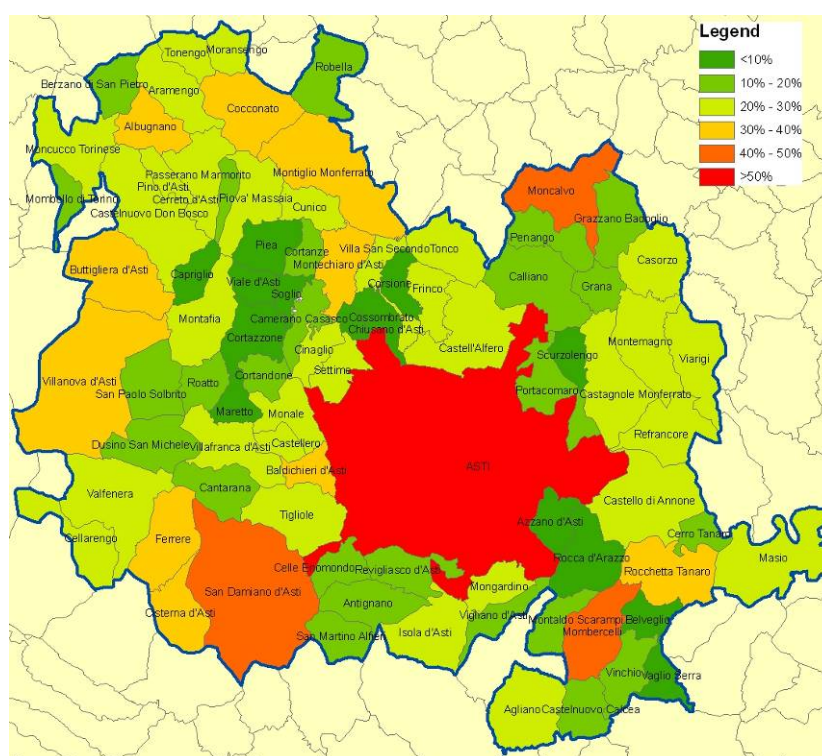 Legend
<10%
10% - 20%
20% - 30%
30% - 40%
40% - 50%
>50%
Tonengo
Moransengo
Robella
Berzano di San Pietro
Aramengo
Cocconato
Albugnano
Moncucco Torinese
Passerano Marmorito
Montiglio Monferrato
Moncalvo
Pino d'Asti
Mombello di Torino
Cerreto d'Asti
Piova' Massaia
Grazzano Badoglio
Castelnuovo Don Bosco
Cunico
Penango
Piea
Cortanze
Villa San Secondo
Tonco
Buttigliera d'Asti
Capriglio
Montechiaro d'Asti
Calliano
Casorzo
Viale d'Asti
Corsione
Frinco
Grana
Soglio
Montafia
Camerano Casasco
Cossombrato
Chiusano d'Asti
Montemagno
Cortazzone
Cinaglio
Castell'Alfero
Scurzolengo
Viarigi
Villanova d'Asti
Roatto
Cortandone
Settime
San Paolo Solbrito
Portacomaro
Castagnole Monferrato
Maretto
Monale
Dusino San Michele
Villafranca d'Asti
Castellero
Refrancore
Baldichieri d'Asti
ASTI
Valfenera
Cantarana
Castello di Annone
Tigliole
Azzano d'Asti
Cellarengo
Ferrere
Cerro Tanaro
Celle Enomondo
Revigliasco d'Asti
Rocca d'Arazzo
Masio
San Damiano d'Asti
Mongardino
Rocchetta Tanaro
Cisterna d'Asti
Antignano
Vigliano d'Asti
Montaldo Scarampi
Belveglio
San Martino Alfieri
Isola d'Asti
Mombercelli
Vinchio
Vaglio Serra
Agliano
Castelnuovo Calcea